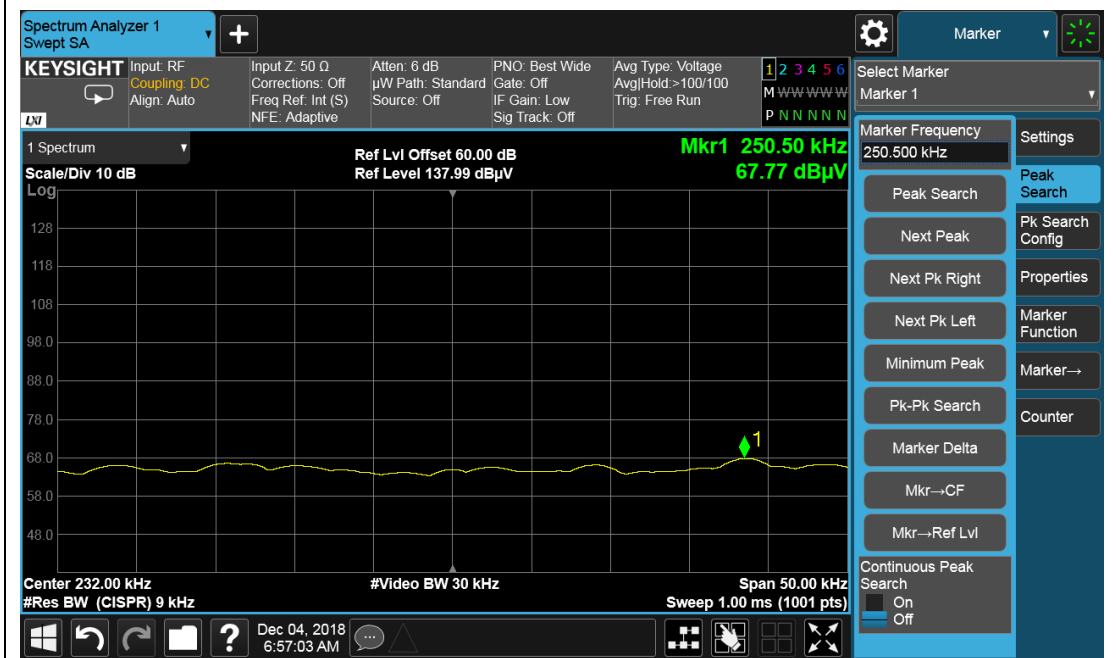 Spectrum Analyzer 1
Swept SA
+
Marker
KEYSIGHT
LXI
Input: RF
Coupling: DC
Align: Auto
Input Z: 50 Ω
Corrections: Off
Freq Ref: Int (S)
NFE: Adaptive
Atten: 6 dB
µW Path: Standard
Source: Off
PNO: Best Wide
Gate: Off
IF Gain: Low
Sig Track: Off
Avg Type: Voltage
Avg|Hold:>100/100
Trig: Free Run
1 2 3 4 5 6
M W W W W W
P N N N N N
Select Marker
Marker 1
1 Spectrum
Scale/Div 10 dB
Log
Ref Lvl Offset 60.00 dB
Ref Level 137.99 dBµV
Mkr1 250.50 kHz
67.77 dBµV
128
118
108
98.0
88.0
78.0
68.0
58.0
48.0
1
Center 232.00 kHz
#Res BW (CISPR) 9 kHz
#Video BW 30 kHz
Span 50.00 kHz
Sweep 1.00 ms (1001 pts)
Marker Frequency
250.500 kHz
Peak Search
Next Peak
Next Pk Right
Next Pk Left
Minimum Peak
Pk-Pk Search
Marker Delta
Mkr→CF
Mkr→Ref Lvl
Continuous Peak
Search
On
Off
Settings
Peak
Search
Pk Search
Config
Properties
Marker
Function
Marker→
Counter
?
Dec 04, 2018
6:57:03 AM